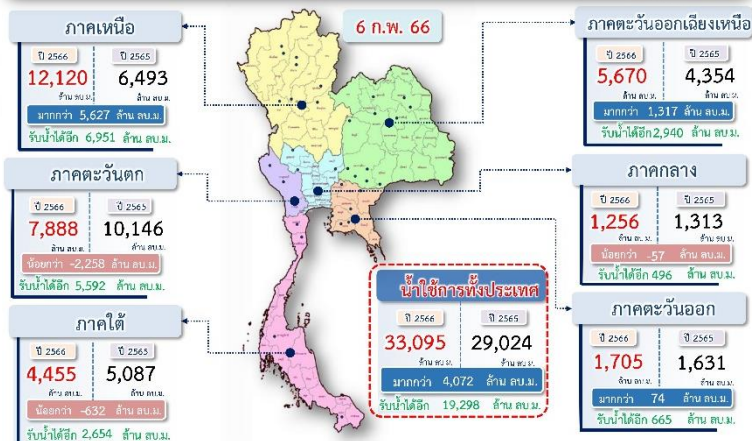 6 ก.พ. 66
ภาคเหนือ
ปี 2566 ปี 2565
12,120 6,493
ล้าน ลบ.ม. ล้าน ลบ.ม.
มากกว่า 5,627 ล้าน ลบ.ม.
รับน้ำได้อีก 6,951 ล้าน ลบ.ม.
ภาคตะวันออกเฉียงเหนือ
ปี 2566 ปี 2565
5,670 4,354
ล้าน ลบ.ม. ล้าน ลบ.ม.
มากกว่า 1,317 ล้าน ลบ.ม.
รับน้ำได้อีก2,940 ล้าน ลบ.ม.
ภาคตะวันตก
ปี 2566 ปี 2565
7,888 10,146
ล้าน ลบ.ม. ล้าน ลบ.ม.
น้อยกว่า -2,258 ล้าน ลบ.ม.
รับน้ำได้อีก 5,592 ล้าน ลบ.ม.
ภาคกลาง
ปี 2566 ปี 2565
1,256 1,313
ล้าน ลบ.ม. ล้าน ลบ.ม.
น้อยกว่า -57 ล้าน ลบ.ม.
รับน้ำได้อีก 496 ล้าน ลบ.ม.
ภาคใต้
ปี 2566 ปี 2565
4,455 5,087
ล้าน ลบ.ม. ล้าน ลบ.ม.
น้อยกว่า -632 ล้าน ลบ.ม.
รับน้ำได้อีก 2,654 ล้าน ลบ.ม.
น้ำใช้การทั้งประเทศ
ปี 2566 ปี 2565
33,095 29,024
ล้าน ลบ.ม. ล้าน ลบ.ม.
มากกว่า 4,072 ล้าน ลบ.ม.
รับน้ำได้อีก 19,298 ล้าน ลบ.ม.
ภาคตะวันออก
ปี 2566 ปี 2565
1,705 1,631
ล้าน ลบ.ม. ล้าน ลบ.ม.
มากกว่า 74 ล้าน ลบ.ม.
รับน้ำได้อีก 665 ล้าน ลบ.ม.